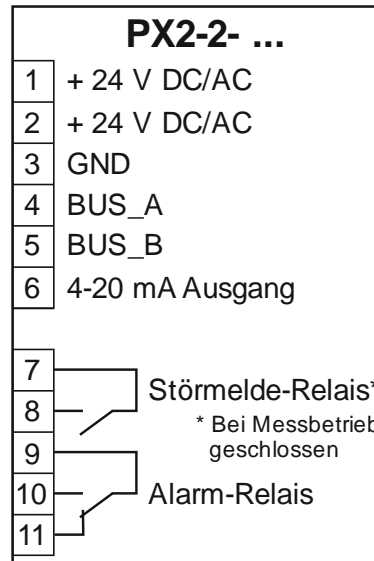 PX2-2- ...
1 + 24 V DC/AC
2 + 24 V DC/AC
3 GND
4 BUS_A
5 BUS_B
6 4-20 mA Ausgang
7
Störmelde-Relais*
8
* Bei Messbetrieb
geschlossen
9
10 Alarm-Relais
11